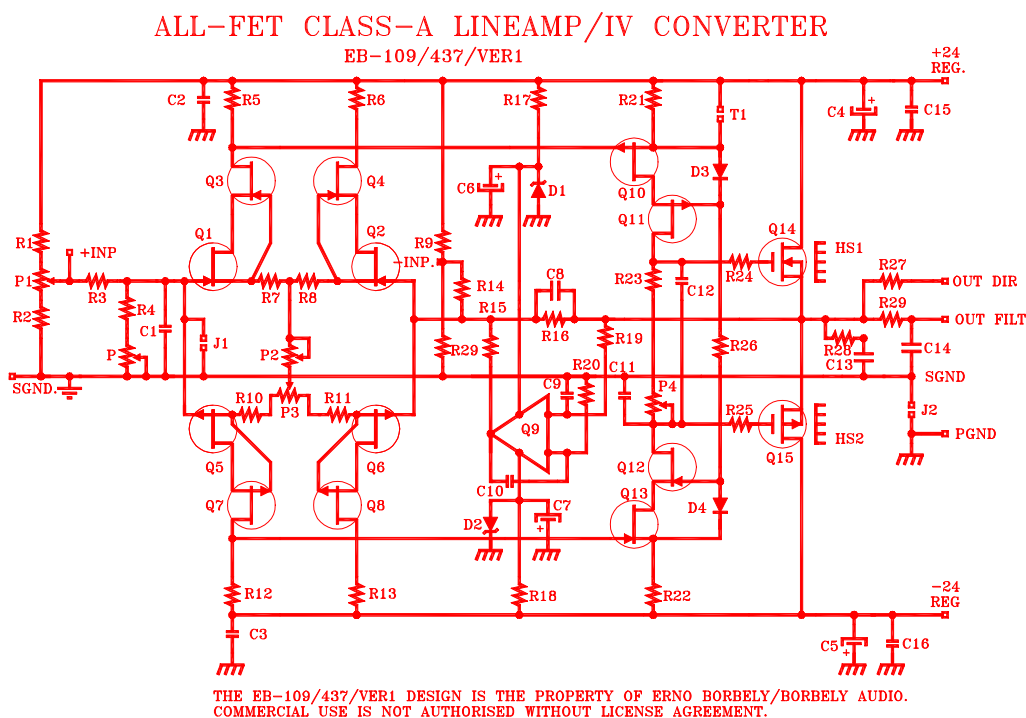 ALL-FET CLASS-A LINEAMP/IV CONVERTER
EB-109/437/VER1
+24
REG.
C2 R5 R6 R17 R21 T1 C4 + C15
Q3 Q4 C6 + D1 Q10 D3
Q11
R1 +INP Q1 Q2 R9 -INP. Q14 HS1
P1 R3 R7 R8 R14 C8 R23 C12 R24 R27 OUT DIR
R2 R4 C1 J1 P2 R29 R15 R16 R19 R26 R29 OUT FILT
P R20 C11 R28 C13 C14
SGND. C9 P4 SGND
R10 P3 R11 Q9 R25 HS2 J2
PGND
Q5 Q6 Q12 Q15
Q7 Q8 C10 D2 C7 + Q13 D4
R12 R13 R18 R22
-24
REG
C3 C5 + C16
THE EB-109/437/VER1 DESIGN IS THE PROPERTY OF ERNO BORBELY/BORBELY AUDIO.
COMMERCIAL USE IS NOT AUTHORISED WITHOUT LICENSE AGREEMENT.